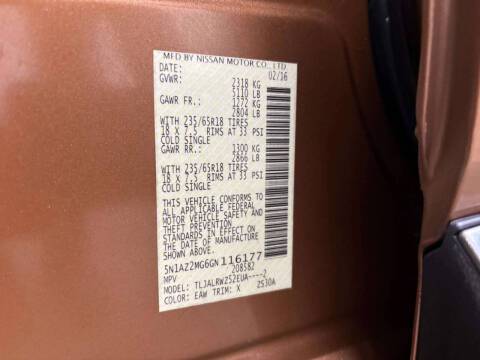 MFD BY NISSAN MOTOR CO., LTD
DATE: 02/16
GVWR: 2318 KG
5110 LB
GAWR FR.: 1272 KG
2804 LB
WITH 235/65R18 TIRES
18 X 7.5 RIMS AT 33 PSI
COLD SINGLE
GAWR RR.: 1300 KG
2866 LB
WITH 235/65R18 TIRES
18 X 7.5 RIMS AT 33 PSI
COLD SINGLE
THIS VEHICLE CONFORMS TO
ALL APPLICABLE FEDERAL
MOTOR VEHICLE SAFETY AND
THEFT PREVENTION
STANDARDS IN EFFECT ON
THE DATE OF MANUFACTURE
5N1AZ2MG6GN116177
208582
MPV
MODEL: TLJALRWZ52EUA----2
COLOR: EAW TRIM: X 2530A